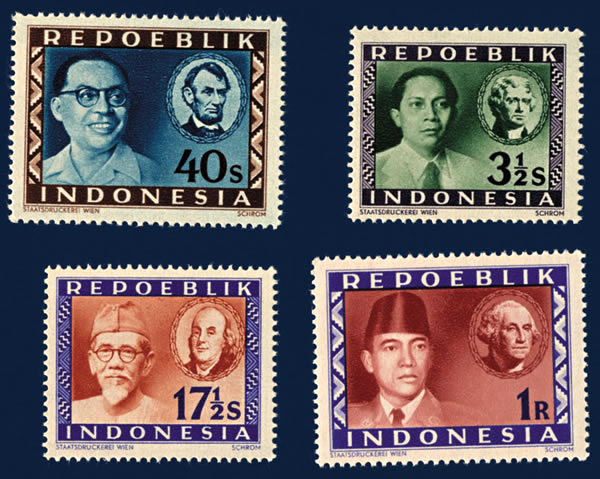 REPOEBLIK
40S
INDONESIA
STAATSDRUCKEREI WIEN SCHROM
REPOEBLIK
3½S
INDONESIA
STAATSDRUCKEREI WIEN SCHROM
REPOEBLIK
17½S
INDONESIA
STAATSDRUCKEREI WIEN SCHROM
REPOEBLIK
1R
INDONESIA
STAATSDRUCKEREI WIEN SCHROM